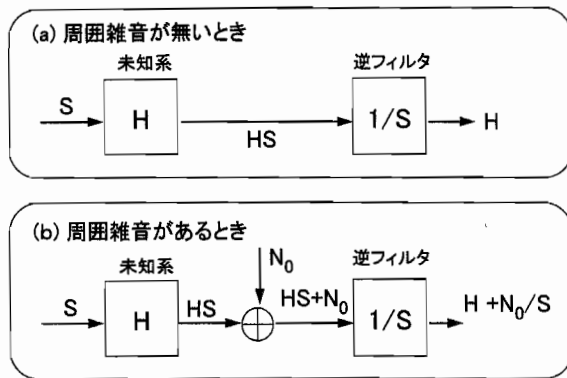 (a) 周囲雑音が無いとき
未知系
逆フィルタ
S
H
HS
1/S
H
(b) 周囲雑音があるとき
未知系
N₀
逆フィルタ
S
H
HS
HS+N₀
1/S
H +N₀/S